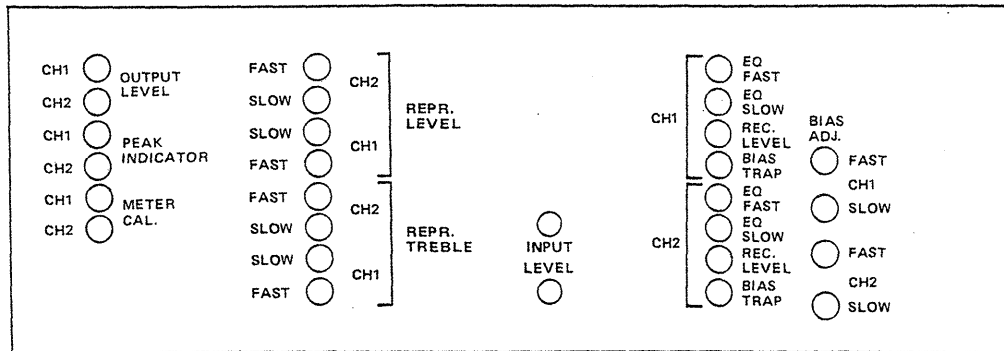 CH1
OUTPUT
LEVEL
CH2
CH1
PEAK
INDICATOR
CH2
CH1
METER
CAL.
CH2
FAST
CH2
SLOW
REPR.
LEVEL
SLOW
CH1
FAST
FAST
CH2
SLOW
REPR.
TREBLE
SLOW
CH1
FAST
INPUT
LEVEL
CH1
EQ
FAST
EQ
SLOW
REC.
LEVEL
BIAS
TRAP
CH2
EQ
FAST
EQ
SLOW
REC.
LEVEL
BIAS
TRAP
BIAS
ADJ.
FAST
CH1
SLOW
FAST
CH2
SLOW